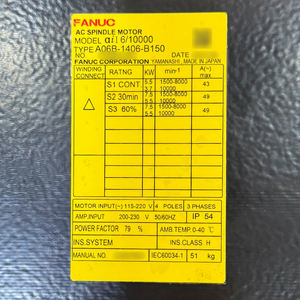 FANUC
AC SPINDLE MOTOR
MODEL αiI 6/10000
TYPE A06B-1406-B150
NO DATE
FANUC CORPORATION YAMANASHI, MADE IN JAPAN
WINDING CONNECT RATNG KW min-1 A(~) max
S1 CONT 5.5 1500-8000 43
3.7 10000
S2 30min 7.5 1500-8000 49
5.5 10000
S3 60% 7.5 1500-8000 49
5.5 10000
△
MOTOR INPUT(~) 115-220 V 4 POLES 3 PHASES
AMP.INPUT 200-230 V 50/60HZ IP 54
POWER FACTOR 79 % AMB.TEMP. 0-40 ℃
INS.SYSTEM INS.CLASS H
MANUAL NO. IEC60034-1 51 kg